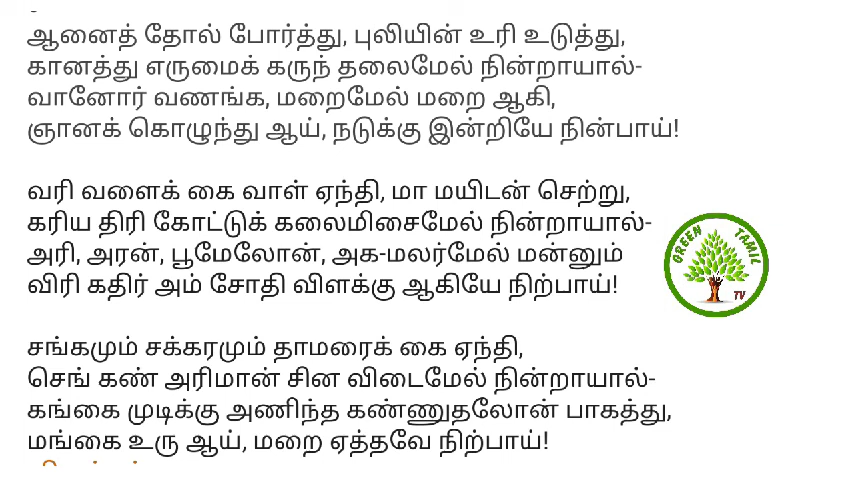 ஆனைத் தோல் போர்த்து, புலியின் உரி உடுத்து,
கானத்து எருமைக் கருந் தலைமேல் நின்றாயால்-
வானோர் வணங்க, மறைமேல் மறை ஆகி,
ஞானக் கொழுந்து ஆய், நடுக்கு இன்றியே நின்பாய்!
வரி வளைக் கை வாள் ஏந்தி, மா மயிடன் செற்று,
கரிய திரி கோட்டுக் கலைமிசைமேல் நின்றாயால்-
அரி, அரன், பூமேலோன், அக-மலர்மேல் மன்னும்
விரி கதிர் அம் சோதி விளக்கு ஆகியே நிற்பாய்!
சங்கமும் சக்கரமும் தாமரைக் கை ஏந்தி,
செங் கண் அரிமான் சின விடைமேல் நின்றாயால்-
கங்கை முடிக்கு அணிந்த கண்ணுதலோன் பாகத்து,
மங்கை உரு ஆய், மறை ஏத்தவே நிற்பாய்!
GREEN TAMIL
TV